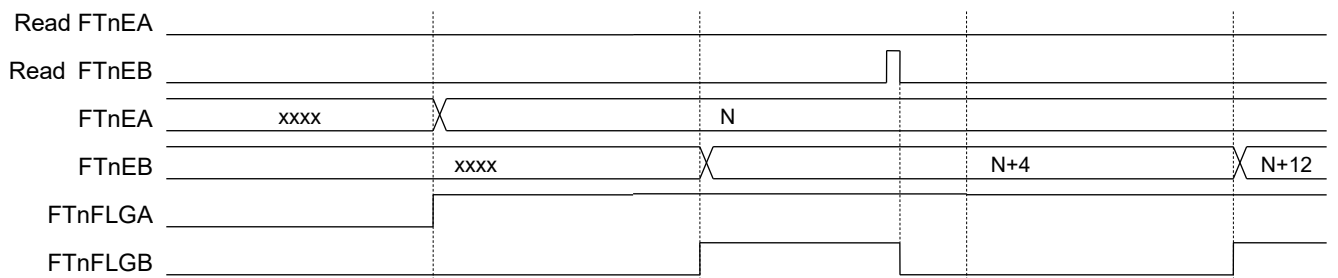 Read FTnEA
Read FTnEB
FTnEA xxxx N
FTnEB xxxx N+4 N+12
FTnFLGA
FTnFLGB